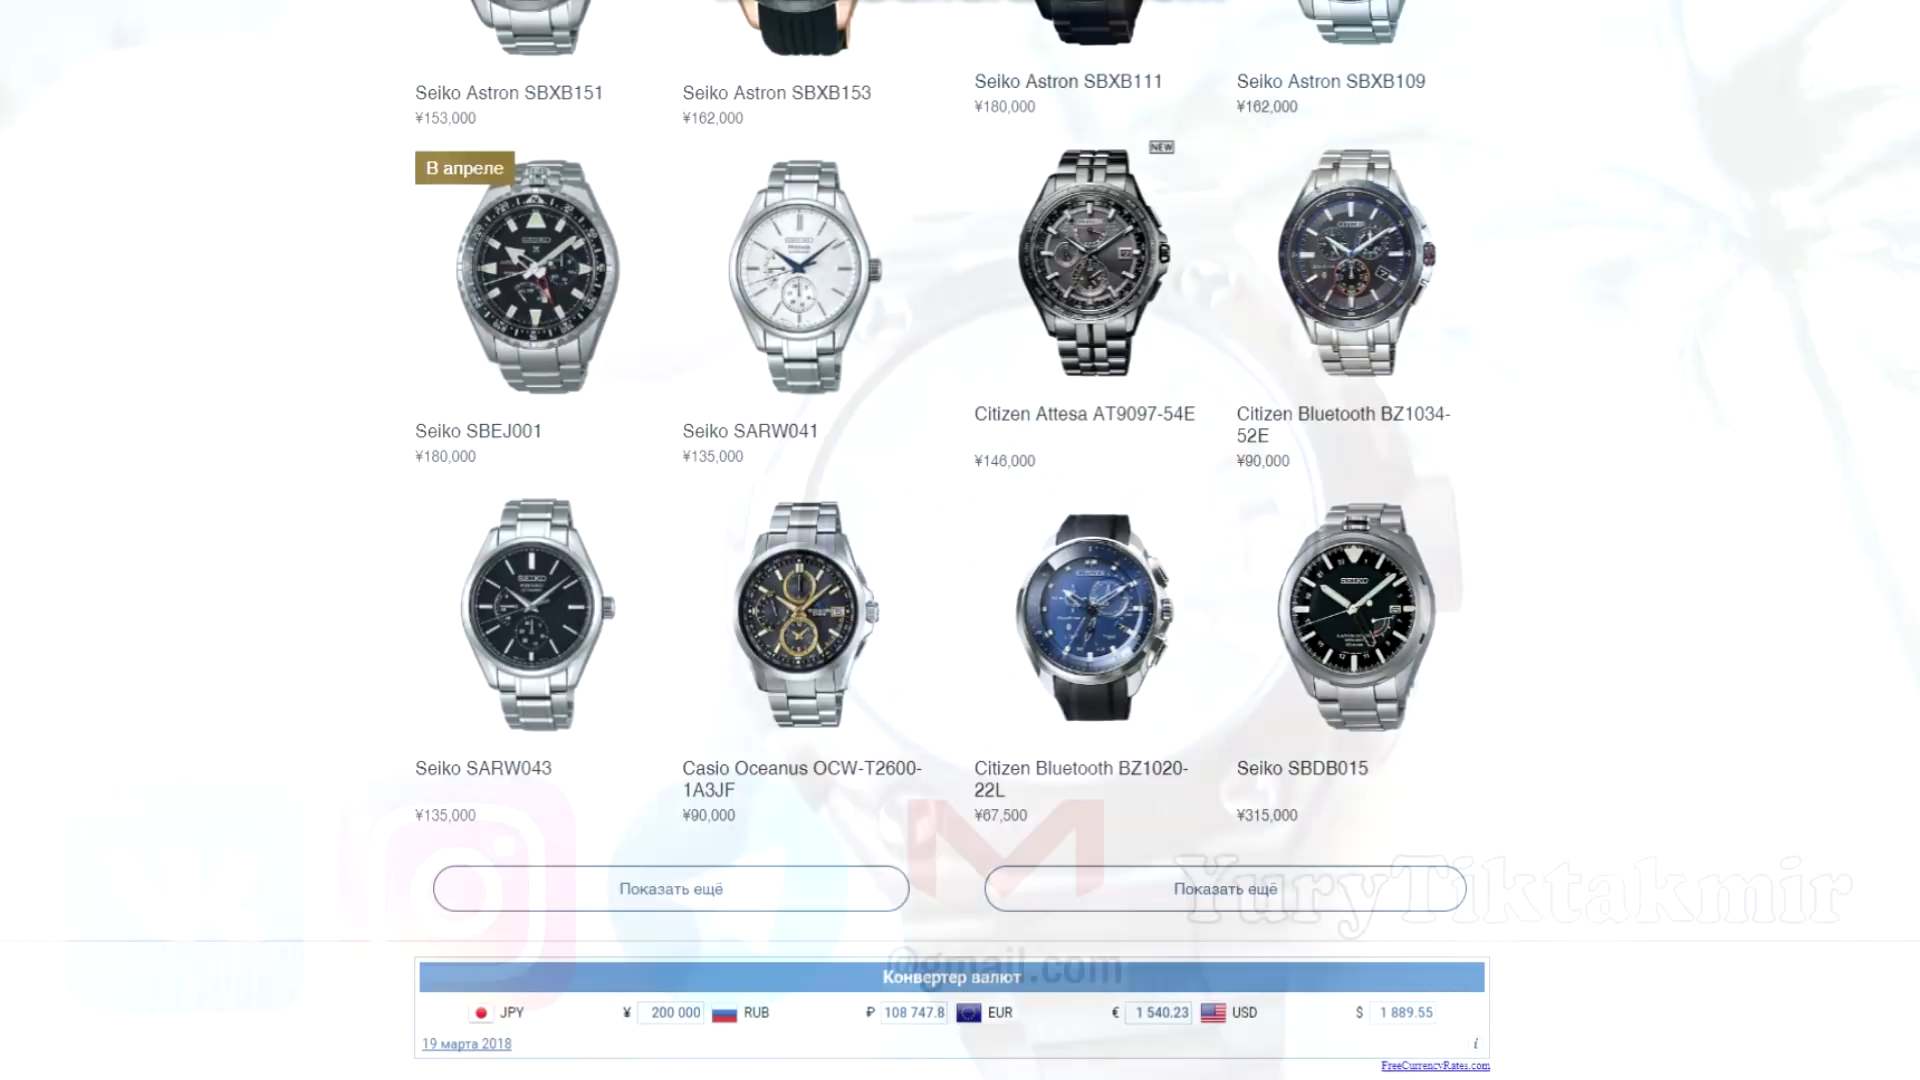 Seiko Astron SBXB151
¥153,000
Seiko Astron SBXB153
¥162,000
Seiko Astron SBXB111
¥180,000
Seiko Astron SBXB109
¥162,000
В апреле
NEW
SEIKO
CITIZEN
Seiko SBEJ001
¥180,000
Seiko SARW041
¥135,000
Citizen Attesa AT9097-54E
¥146,000
Citizen Bluetooth BZ1034-
52E
¥90,000
SEIKO
SEIKO
Seiko SARW043
¥135,000
Casio Oceanus OCW-T2600-
1A3JF
¥90,000
Citizen Bluetooth BZ1020-
22L
¥67,500
Seiko SBDB015
¥315,000
Показать ещё
Показать ещё
YuryTiktakmir
@gmail.com
Конвертер валют
JPY ¥ 200 000 RUB ₽ 108 747.8 EUR € 1 540.23 USD $ 1 889.55
19 марта 2018
i
FreeCurrencyRates.com